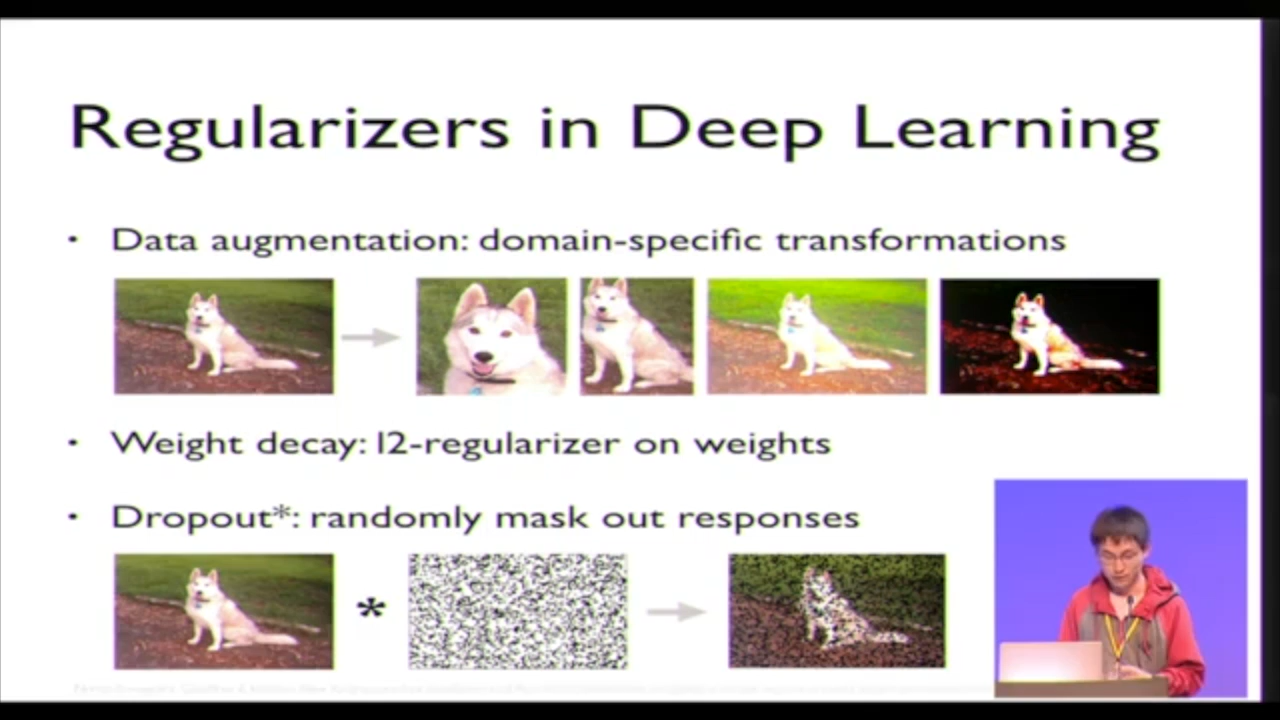 Regularizers in Deep Learning
• Data augmentation: domain-specific transformations
• Weight decay: l2-regularizer on weights
• Dropout*: randomly mask out responses
*